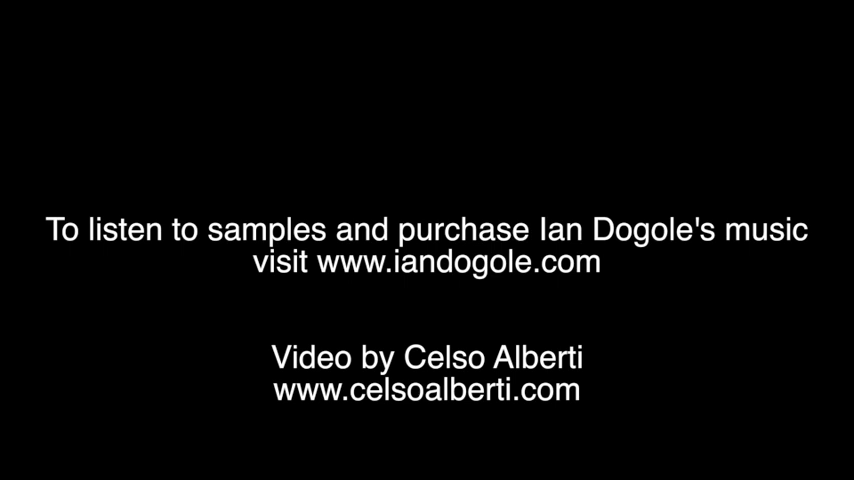 To listen to samples and purchase Ian Dogole's music
visit www.iandogole.com
Video by Celso Alberti
www.celsoalberti.com